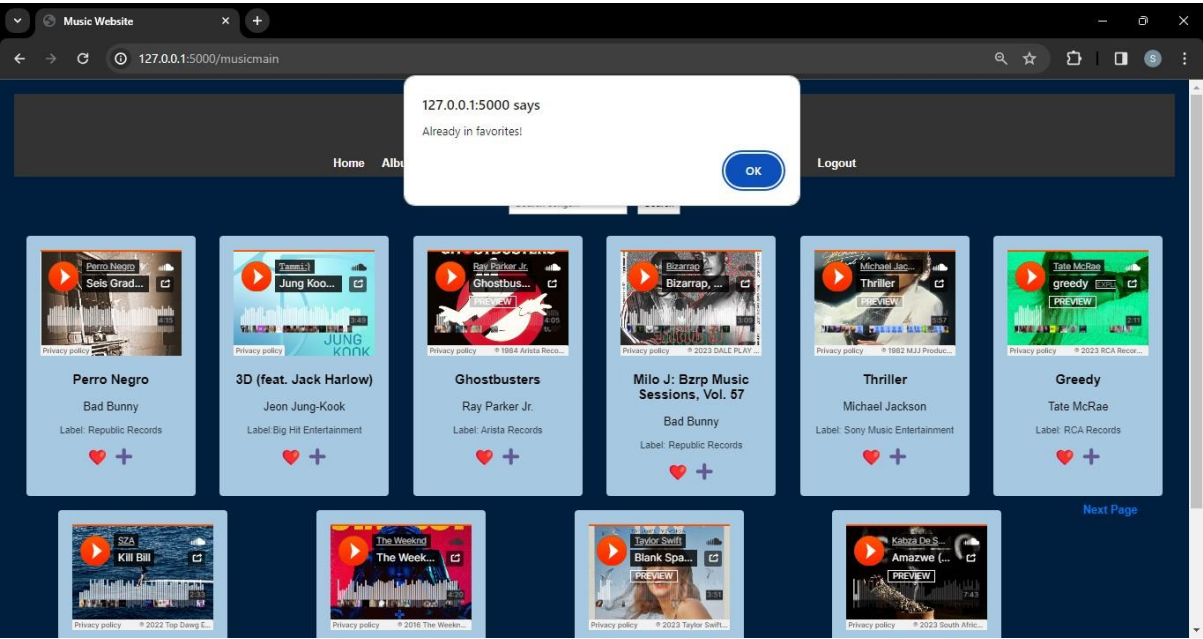 Music Website
127.0.0.1:5000/musicmain
S
127.0.0.1:5000 says
Already in favorites!
OK
Home Logout
Perro Negro
Seis Grad...
4:15
Privacy policy
Perro Negro
Bad Bunny
Label: Republic Records
Tammi:)
Jung Koo...
3:49
JUNG
KOOK
Privacy policy
3D (feat. Jack Harlow)
Jeon Jung-Kook
Label:Big Hit Entertainment
Ray Parker Jr.
Ghostbus...
PREVIEW
4:05
Privacy policy ℗ 1984 Arista Reco...
Ghostbusters
Ray Parker Jr.
Label: Arista Records
Bizarrap
Bizarrap, ...
3:09
Privacy policy ℗ 2023 DALE PLAY ...
Milo J: Bzrp Music
Sessions, Vol. 57
Bad Bunny
Label: Republic Records
Michael Jac...
Thriller
PREVIEW
5:57
Privacy policy ℗ 1982 MJJ Produc...
Thriller
Michael Jackson
Label: Sony Music Entertainment
Tate McRae
greedy
PREVIEW
2:11
Privacy policy ℗ 2023 RCA Recor...
Greedy
Tate McRae
Label: RCA Records
Next Page
SZA
Kill Bill
2:33
Privacy policy ℗ 2022 Top Dawg E...
The Weeknd
The Week...
4:20
Privacy policy ℗ 2016 The Weekn...
Taylor Swift
Blank Spa...
PREVIEW
3:51
Privacy policy ℗ 2023 Taylor Swift...
Kabza De S...
Amazwe (...
PREVIEW
7:43
Privacy policy ℗ 2023 South Afric...